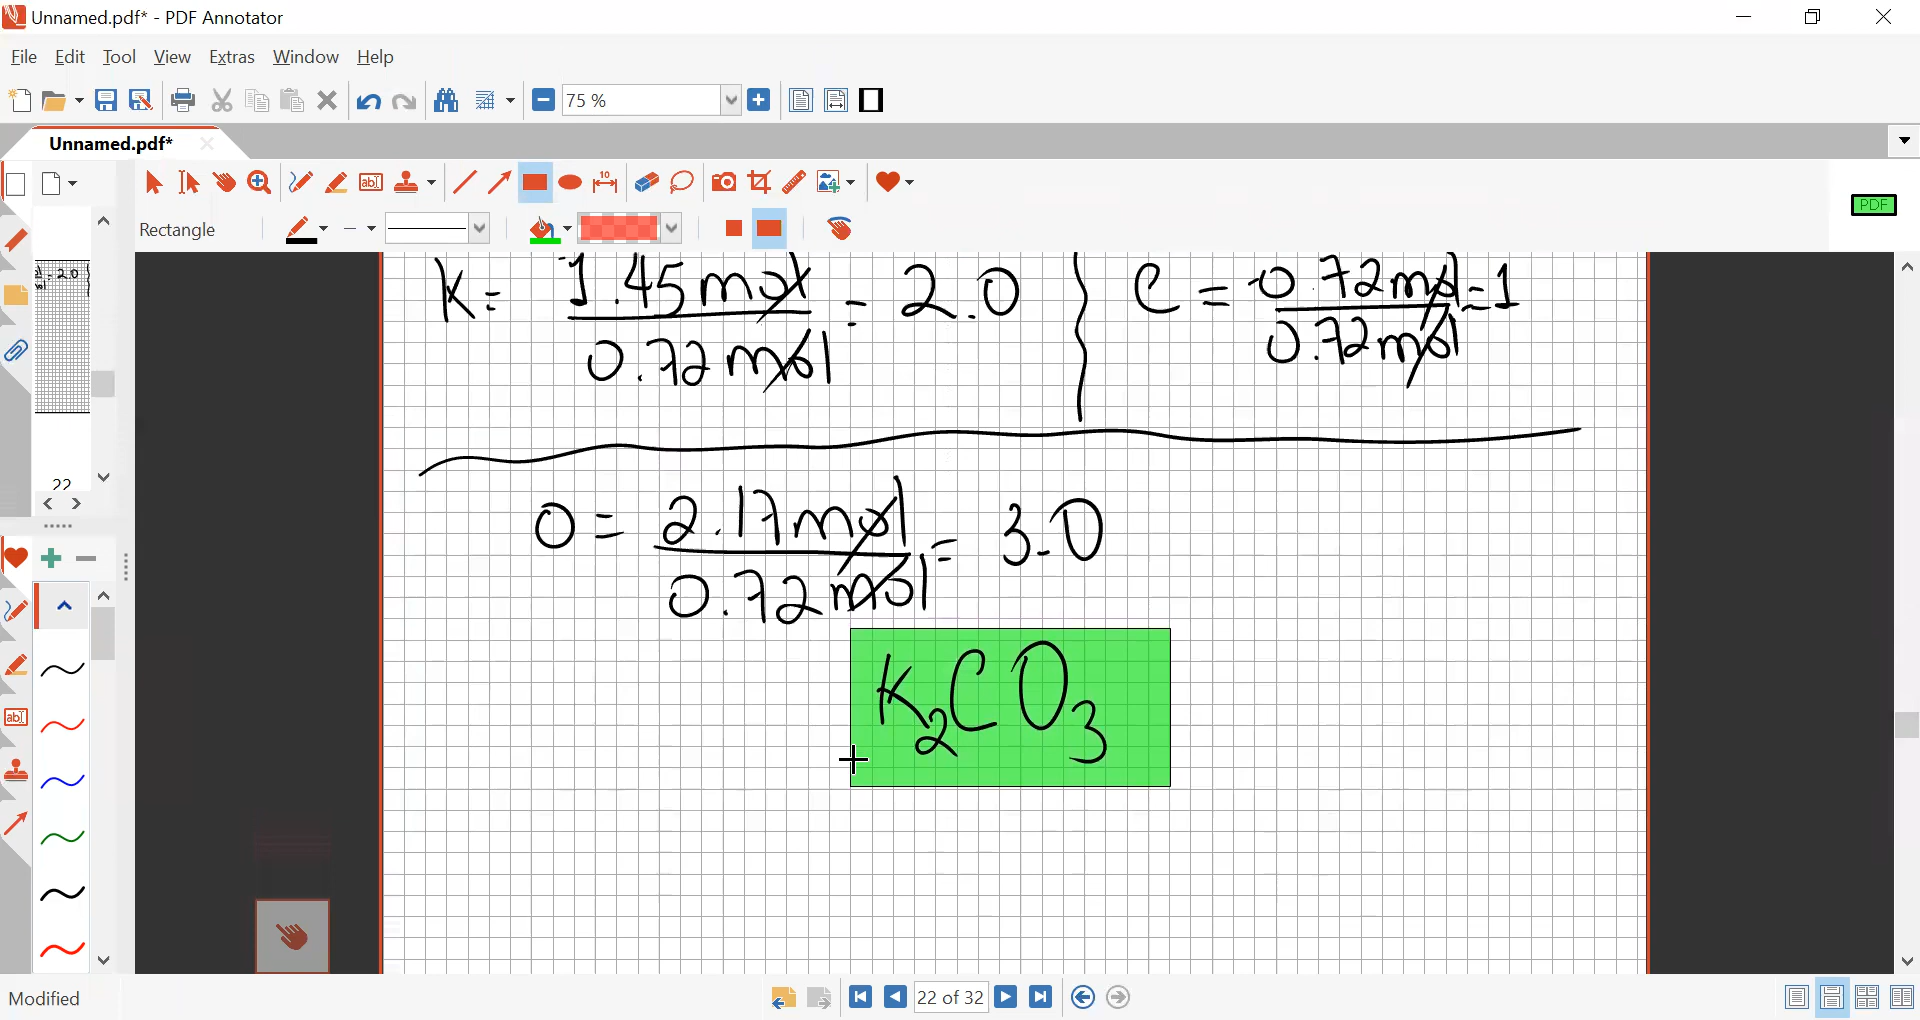 Unnamed.pdf* - PDF Annotator
File Edit Tool View Extras Window Help
75 %
Unnamed.pdf*
Rectangle
PDF
K = 1.45 mol = 2.0
0.72 mol
C = 0.72 mol = 1
0.72 mol
O = 2.17 mol = 3.0
0.72 mol
K2CO3
22
Modified
22 of 32